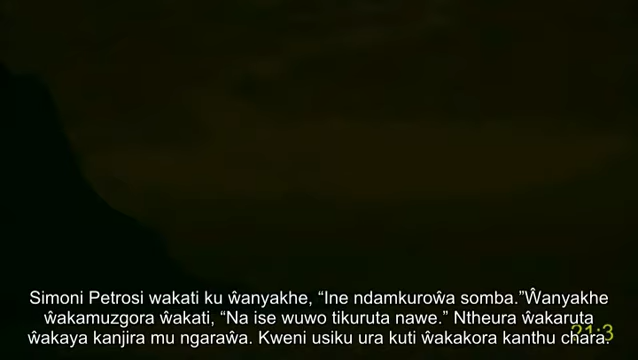 Simoni Petrosi wakati ku ŵanyakhe, “Ine ndamkuroŵa somba.”Ŵanyakhe
ŵakamuzgora ŵakati, “Na ise wuwo tikuruta nawe.” Ntheura ŵakaruta
ŵakaya kanjira mu ngaraŵa. Kweni usiku ura kuti ŵakakora kanthu chara.
21:3